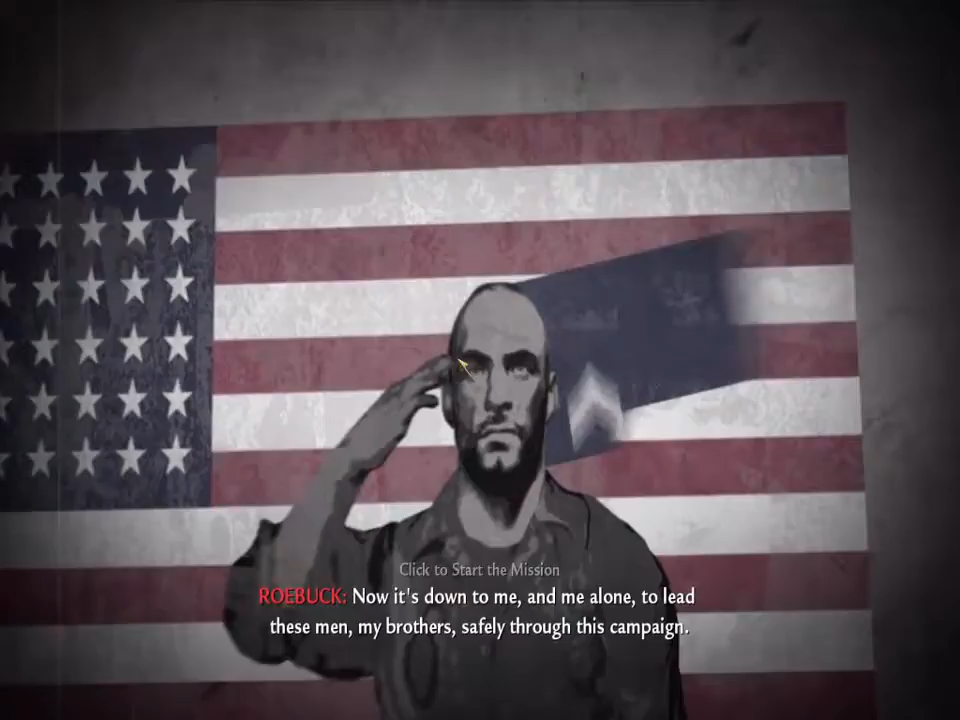 Click to Start the Mission
ROEBUCK: Now it's down to me, and me alone, to lead
these men, my brothers, safely through this campaign.